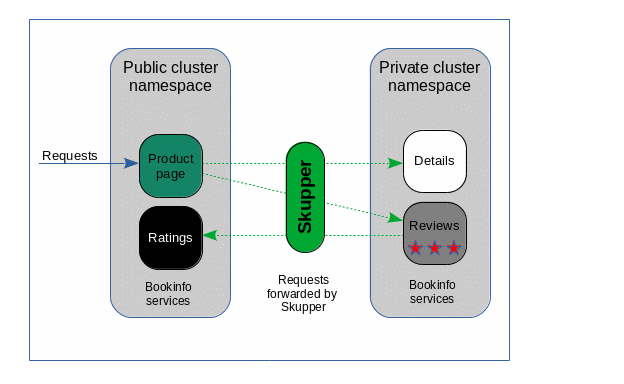 Public cluster
namespace
Private cluster
namespace
Requests
Product
page
Skupper
Details
Ratings
Reviews
Bookinfo
services
Requests
forwarded by
Skupper
Bookinfo
services